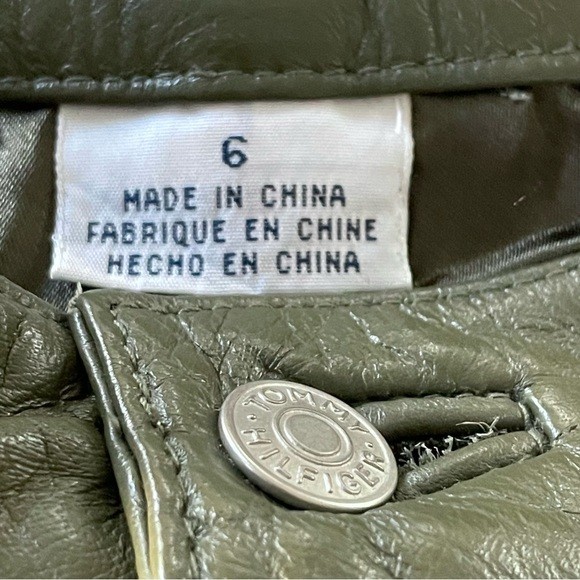 6
MADE IN CHINA
FABRIQUE EN CHINE
HECHO EN CHINA
TOMMY
HILFIGER